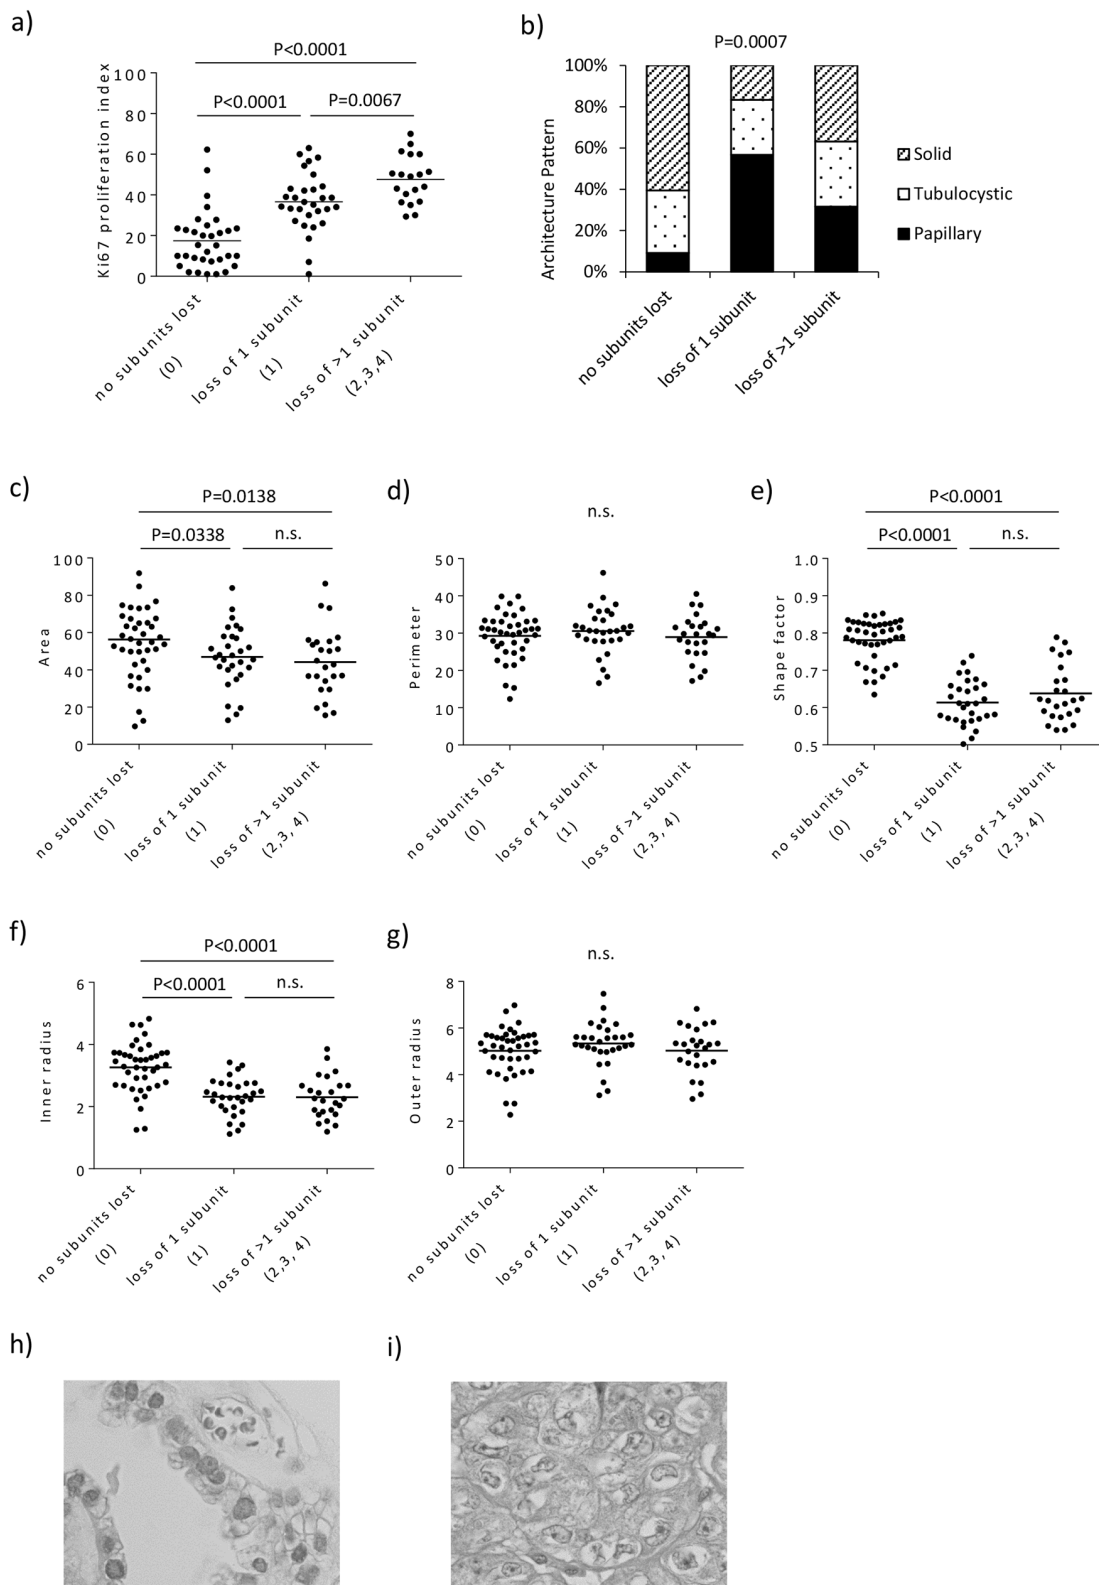 a)
P<0.0001
P<0.0001
P=0.0067
Ki67 proliferation index
100
80
60
40
20
0
no subunits lost
(0)
loss of 1 subunit
(1)
loss of >1 subunit
(2,3,4)
b)
P=0.0007
Architecture Pattern
100%
80%
60%
40%
20%
0%
no subunits lost
loss of 1 subunit
loss of >1 subunit
Solid
Tubulocystic
Papillary
c)
P=0.0138
P=0.0338
n.s.
Area
100
80
60
40
20
0
no subunits lost
(0)
loss of 1 subunit
(1)
loss of >1 subunit
(2,3, 4)
d)
n.s.
Perimeter
50
40
30
20
10
0
no subunits lost
(0)
loss of 1 subunit
(1)
loss of >1 subunit
(2,3, 4)
e)
P<0.0001
P<0.0001
n.s.
Shape factor
1.0
0.9
0.8
0.7
0.6
0.5
no subunits lost
(0)
loss of 1 subunit
(1)
loss of >1 subunit
(2,3, 4)
f)
P<0.0001
P<0.0001
n.s.
Inner radius
6
4
2
0
no subunits lost
(0)
loss of 1 subunit
(1)
loss of >1 subunit
(2,3, 4)
g)
n.s.
Outer radius
8
6
4
2
0
no subunits lost
(0)
loss of 1 subunit
(1)
loss of >1 subunit
(2,3, 4)
h)
i)